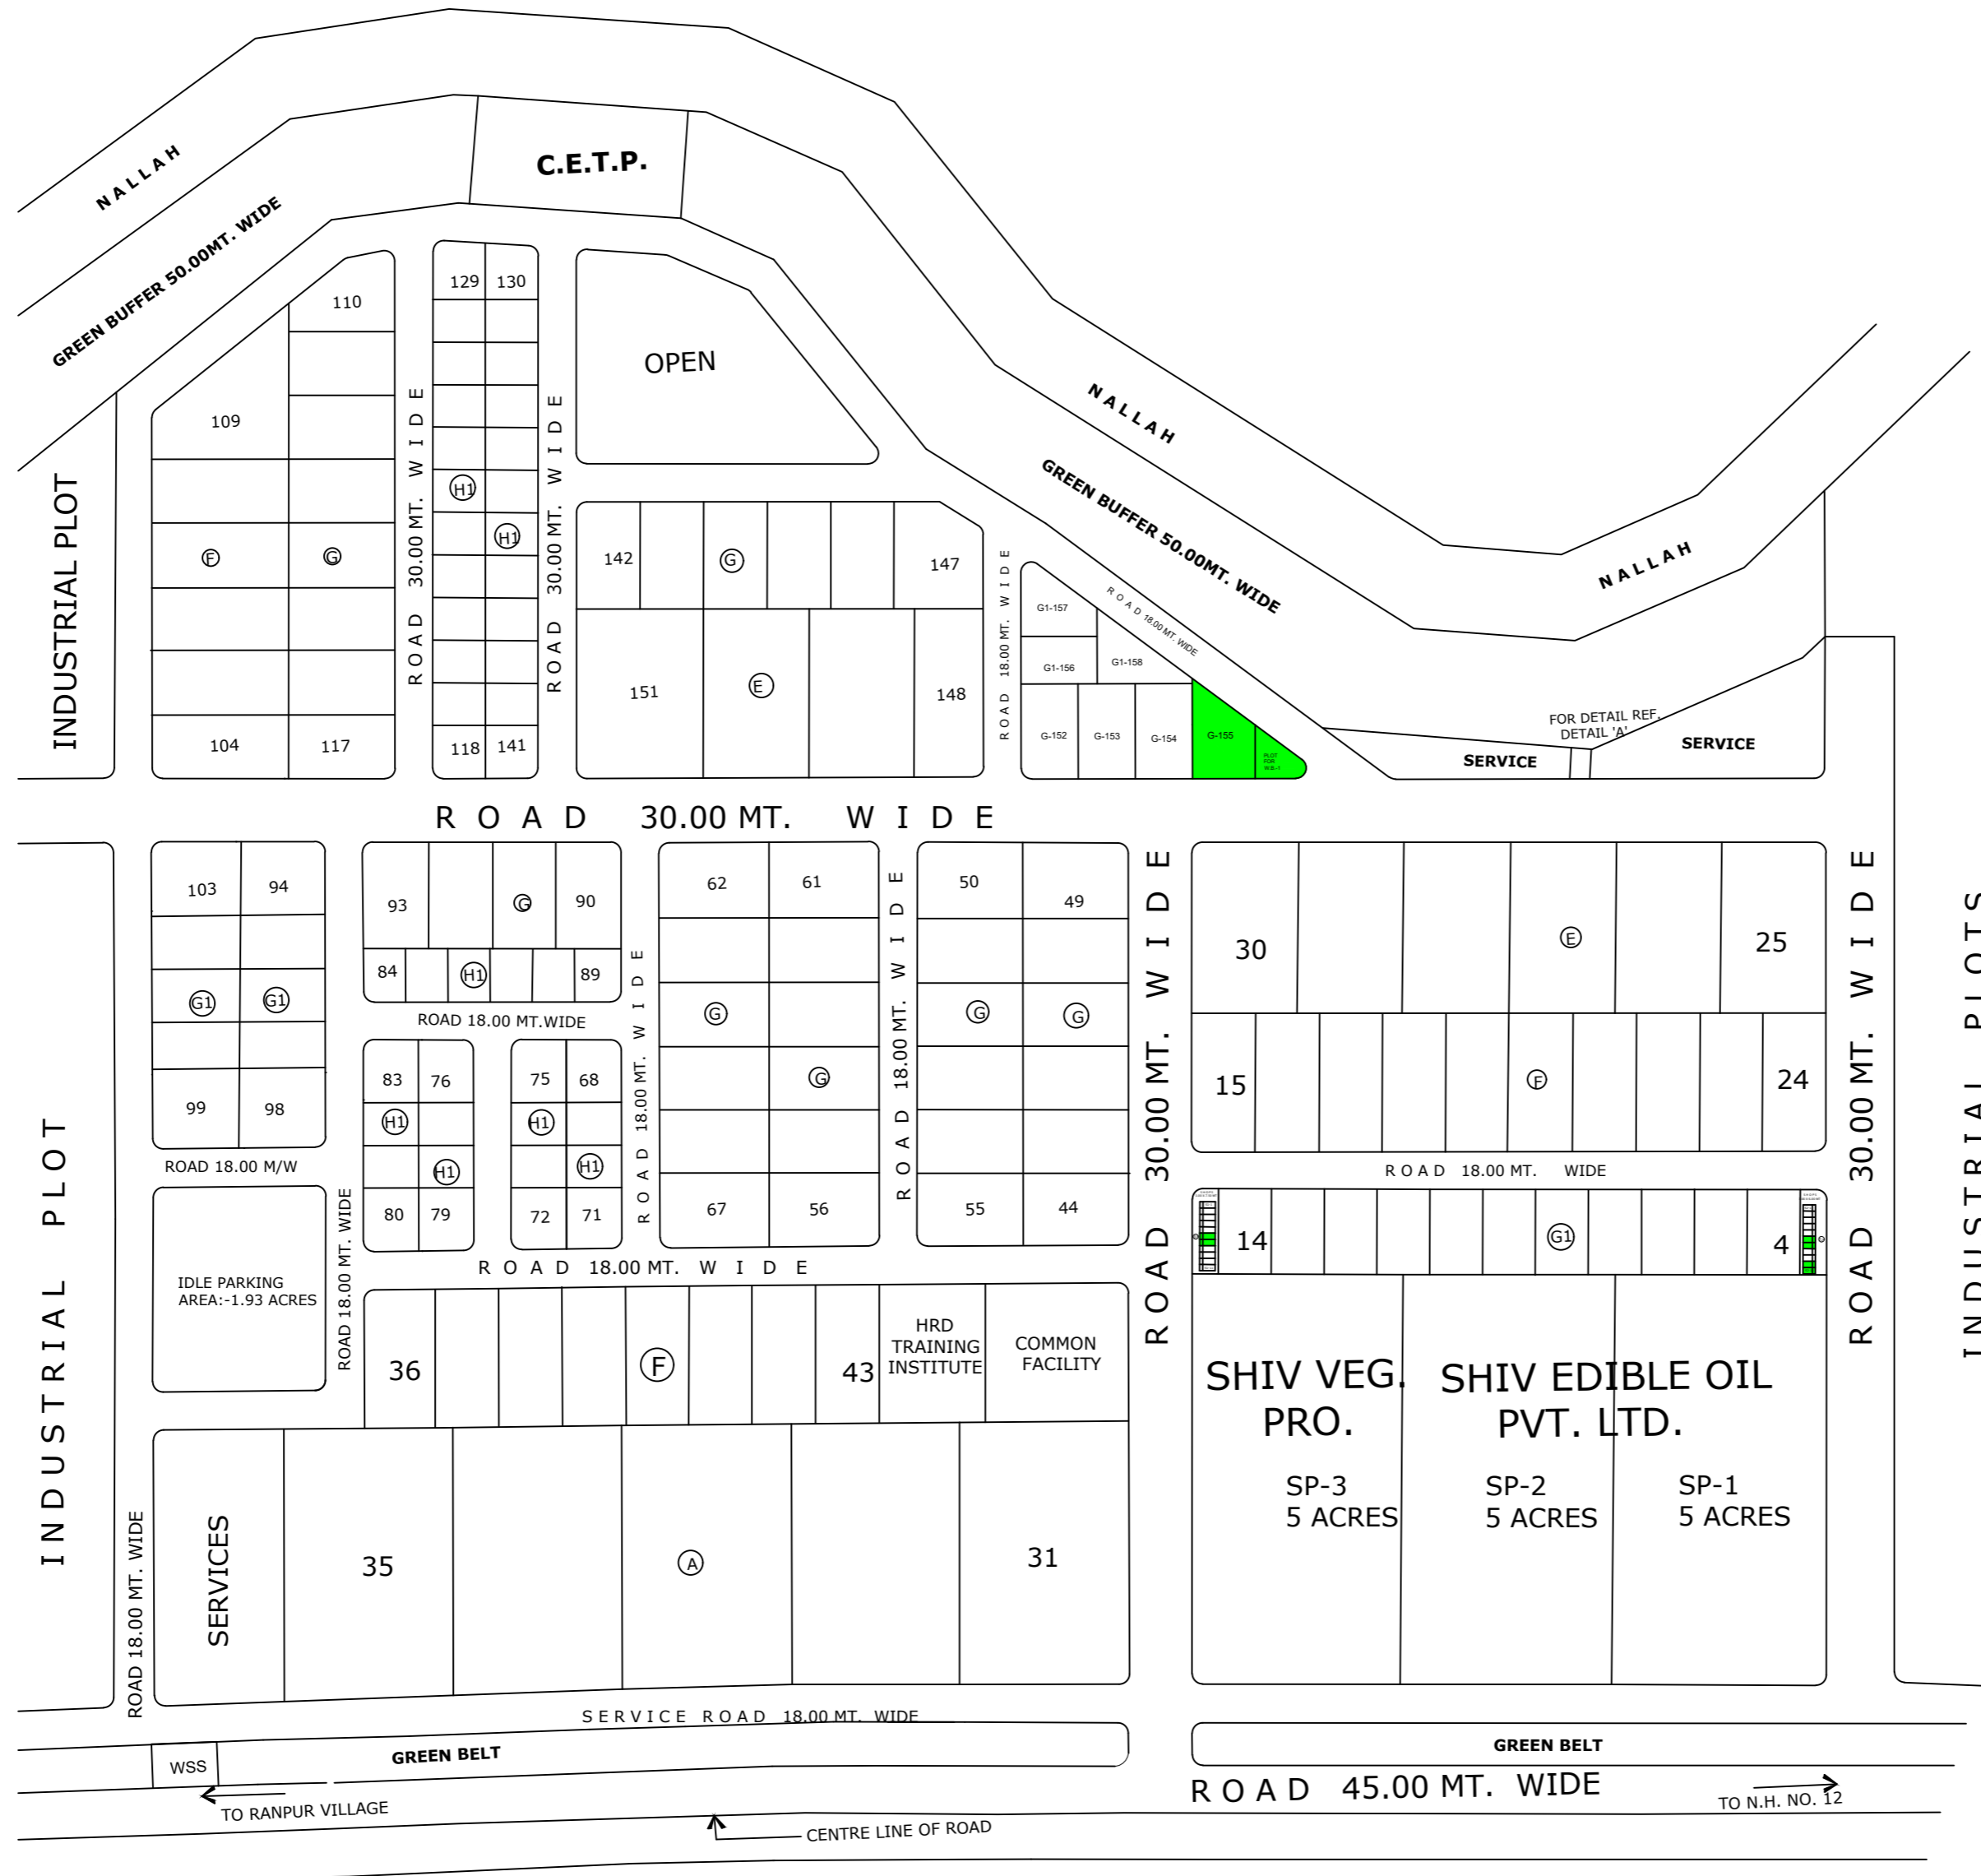 NALLAH
GREEN BUFFER 50.00MT. WIDE
C.E.T.P.
129 130
110
OPEN
109
NALLAH
GREEN BUFFER 50.00MT. WIDE
NALLAH
INDUSTRIAL PLOT
ROAD 30.00 MT. WIDE
ROAD 30.00 MT. WIDE
H1
H1
F G
142 G 147
ROAD 18.00 MT. WIDE
ROAD 18.00 MT. WIDE
G1-157
G1-156 G1-158
151 E 148
104 117
118 141
G-152 G-153 G-154 G-155
PLOT
FOR
FOR DETAIL REF.
DETAIL 'A'
SERVICE
SERVICE
ROAD 30.00 MT. WIDE
103 94
93 G 90
62 61
50 49
30 E 25
84 H1 89
G1 G1
ROAD 18.00 MT.WIDE
G
G
G G
83 76
75 68
H1
H1
H1
H1
15 F 24
99 98
ROAD 18.00 M/W
ROAD 18.00 MT. WIDE
ROAD 18.00 MT. WIDE
ROAD 30.00 MT. WIDE
ROAD 30.00 MT. WIDE
ROAD 18.00 MT. WIDE
80 79
72 71
67 56
55 44
14 G1 4
ROAD 18.00 MT. WIDE
ROAD 18.00 MT. WIDE
IDLE PARKING
AREA:-1.93 ACRES
36 F 43
HRD
TRAINING
INSTITUTE
COMMON
FACILITY
SHIV VEG.
PRO.
SHIV EDIBLE OIL
PVT. LTD.
SP-3
5 ACRES
SP-2
5 ACRES
SP-1
5 ACRES
INDUSTRIAL PLOT
INDUSTRIAL PLOTS
ROAD 18.00 MT. WIDE
SERVICES
35 A 31
SERVICE ROAD 18.00 MT. WIDE
WSS
GREEN BELT
GREEN BELT
ROAD 45.00 MT. WIDE
TO RANPUR VILLAGE
TO N.H. NO. 12
CENTRE LINE OF ROAD